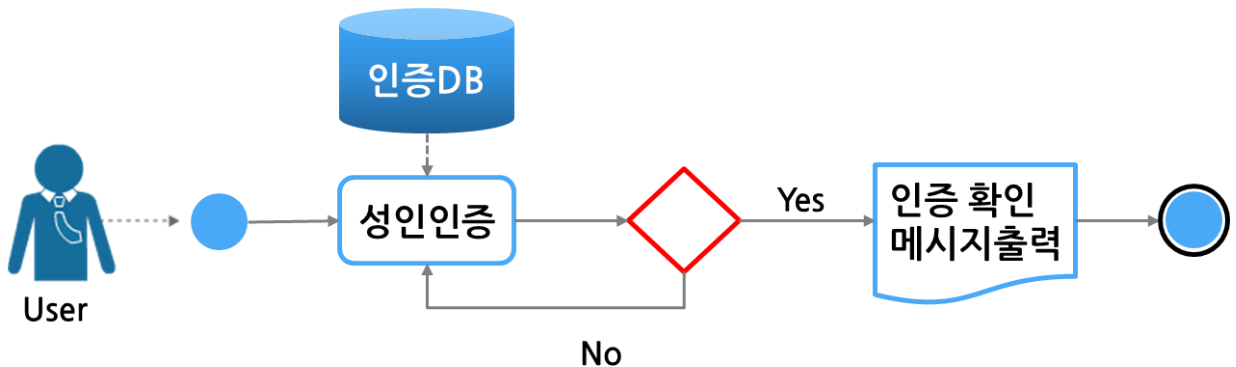 인증DB
User
성인인증
Yes
인증 확인
메시지출력
No